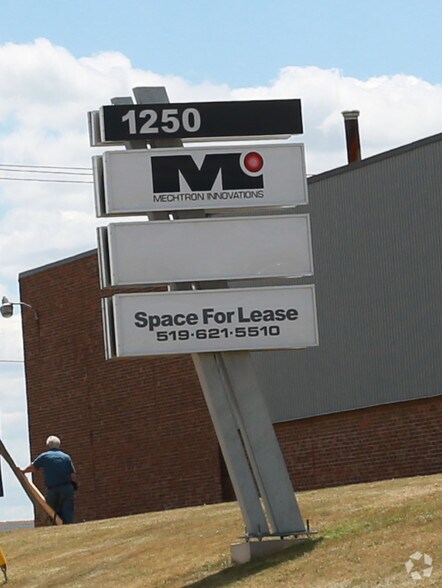 1250
M
MECHTRON INNOVATIONS
Space For Lease
519·621·5510